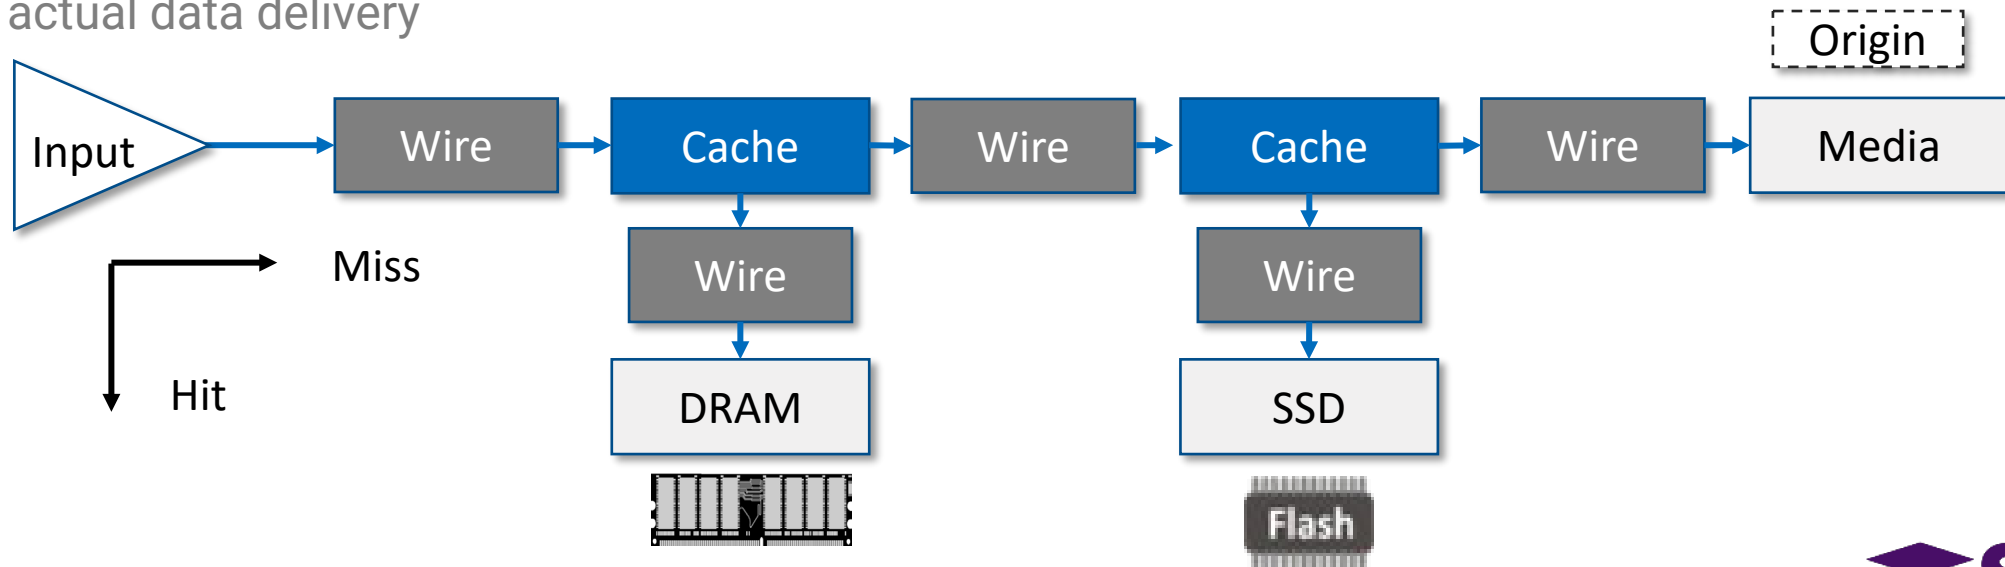 actual data delivery
Origin
Input
Wire
Cache
Wire
Cache
Wire
Media
Miss
Wire
Wire
Hit
DRAM
SSD
Flash